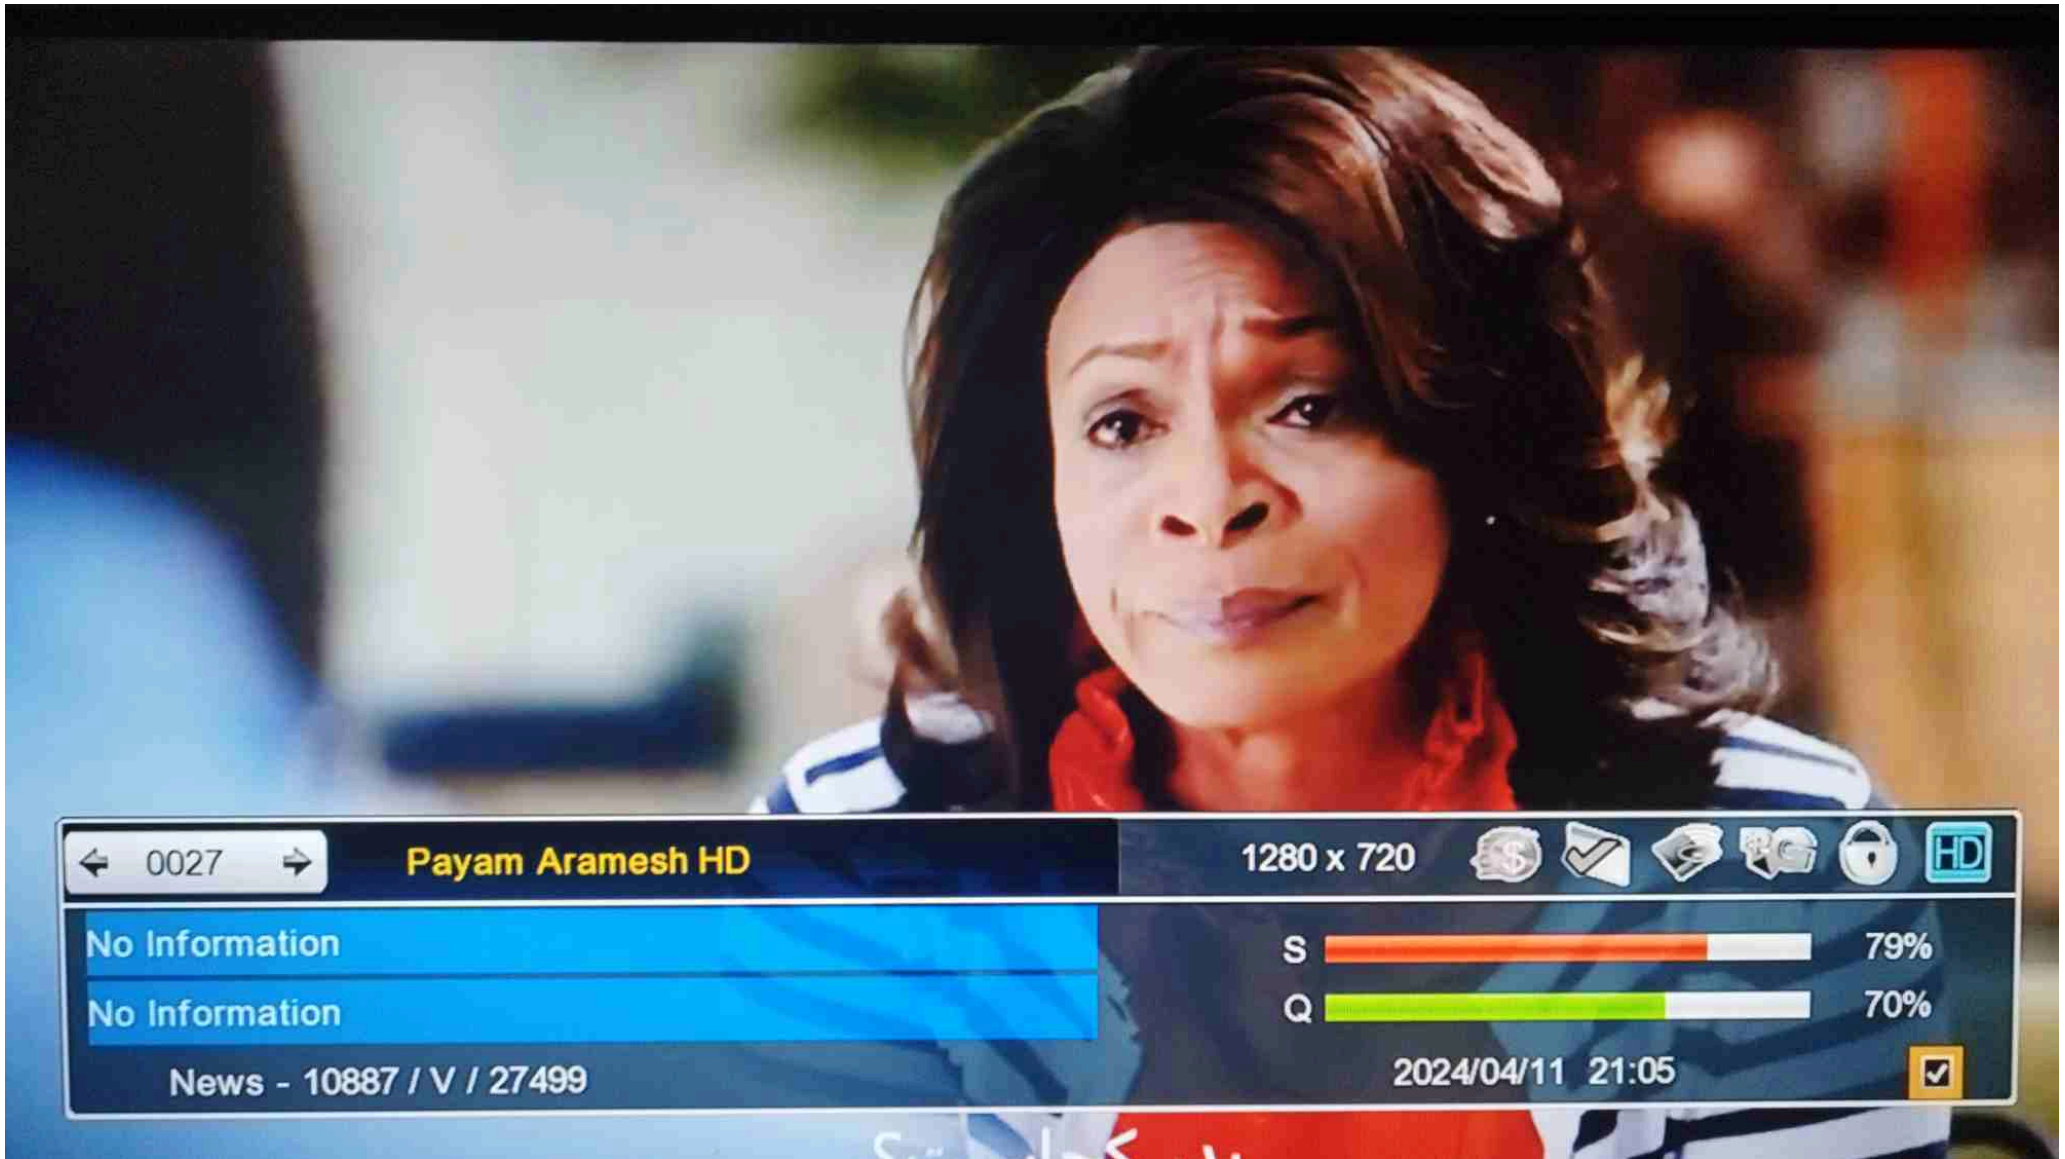 0027 Payam Aramesh HD 1280 x 720 HD
No Information
No Information
S 79%
Q 70%
News - 10887 / V / 27499
2024/04/11 21:05